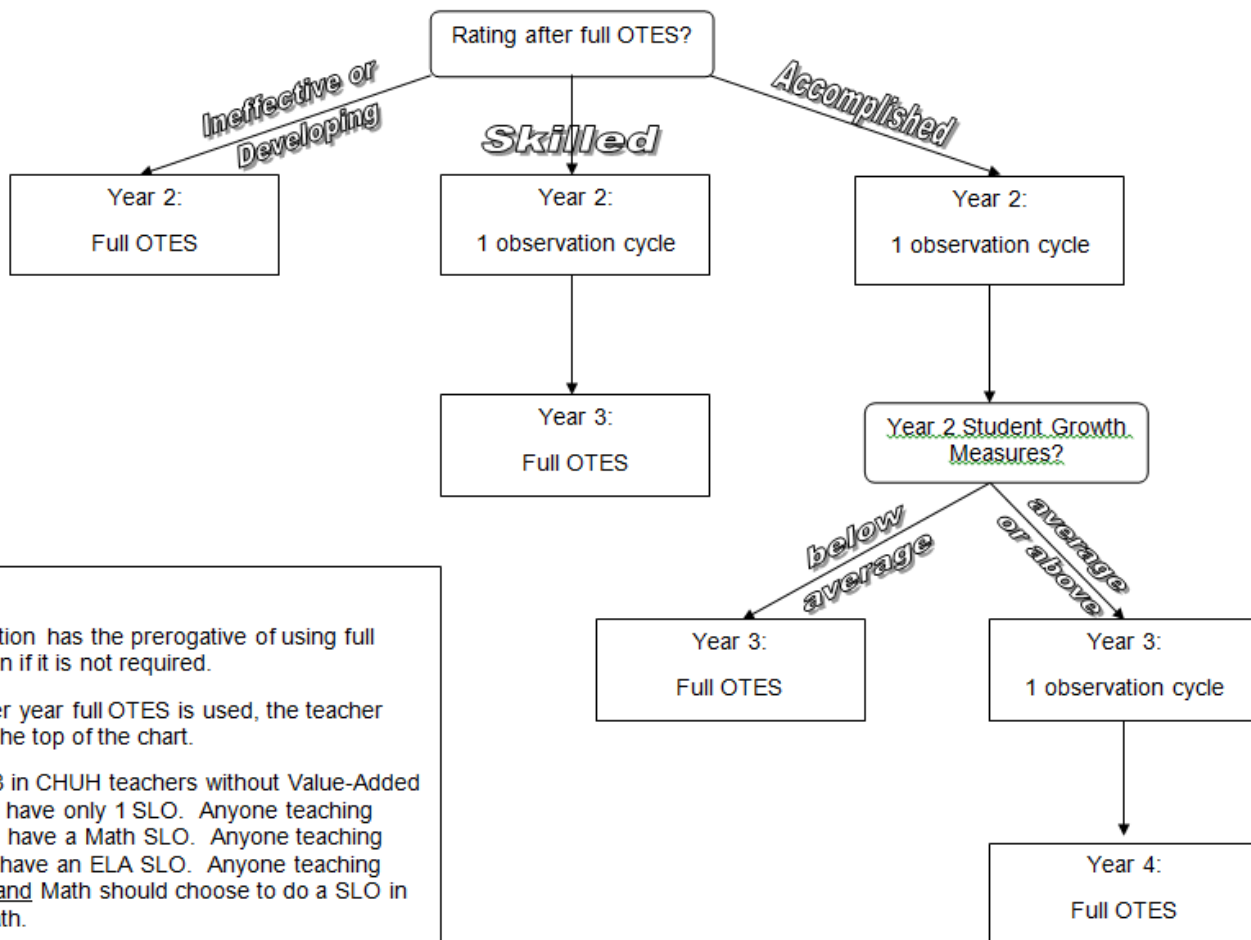 Rating after full OTES?
Ineffective or
Developing
Skilled
Accomplished
Year 2:
Full OTES
Year 2:
1 observation cycle
Year 2:
1 observation cycle
Year 3:
Full OTES
Year 2 Student Growth
Measures?
below
average
average
or above
Year 3:
Full OTES
Year 3:
1 observation cycle
Year 4:
Full OTES
has the prerogative of using full
if it is not required.
year full OTES is used, the teacher
the top of the chart.
in CHUH teachers without Value-Added
have only 1 SLO. Anyone teaching
have a Math SLO. Anyone teaching
have an ELA SLO. Anyone teaching
and Math should choose to do a SLO in